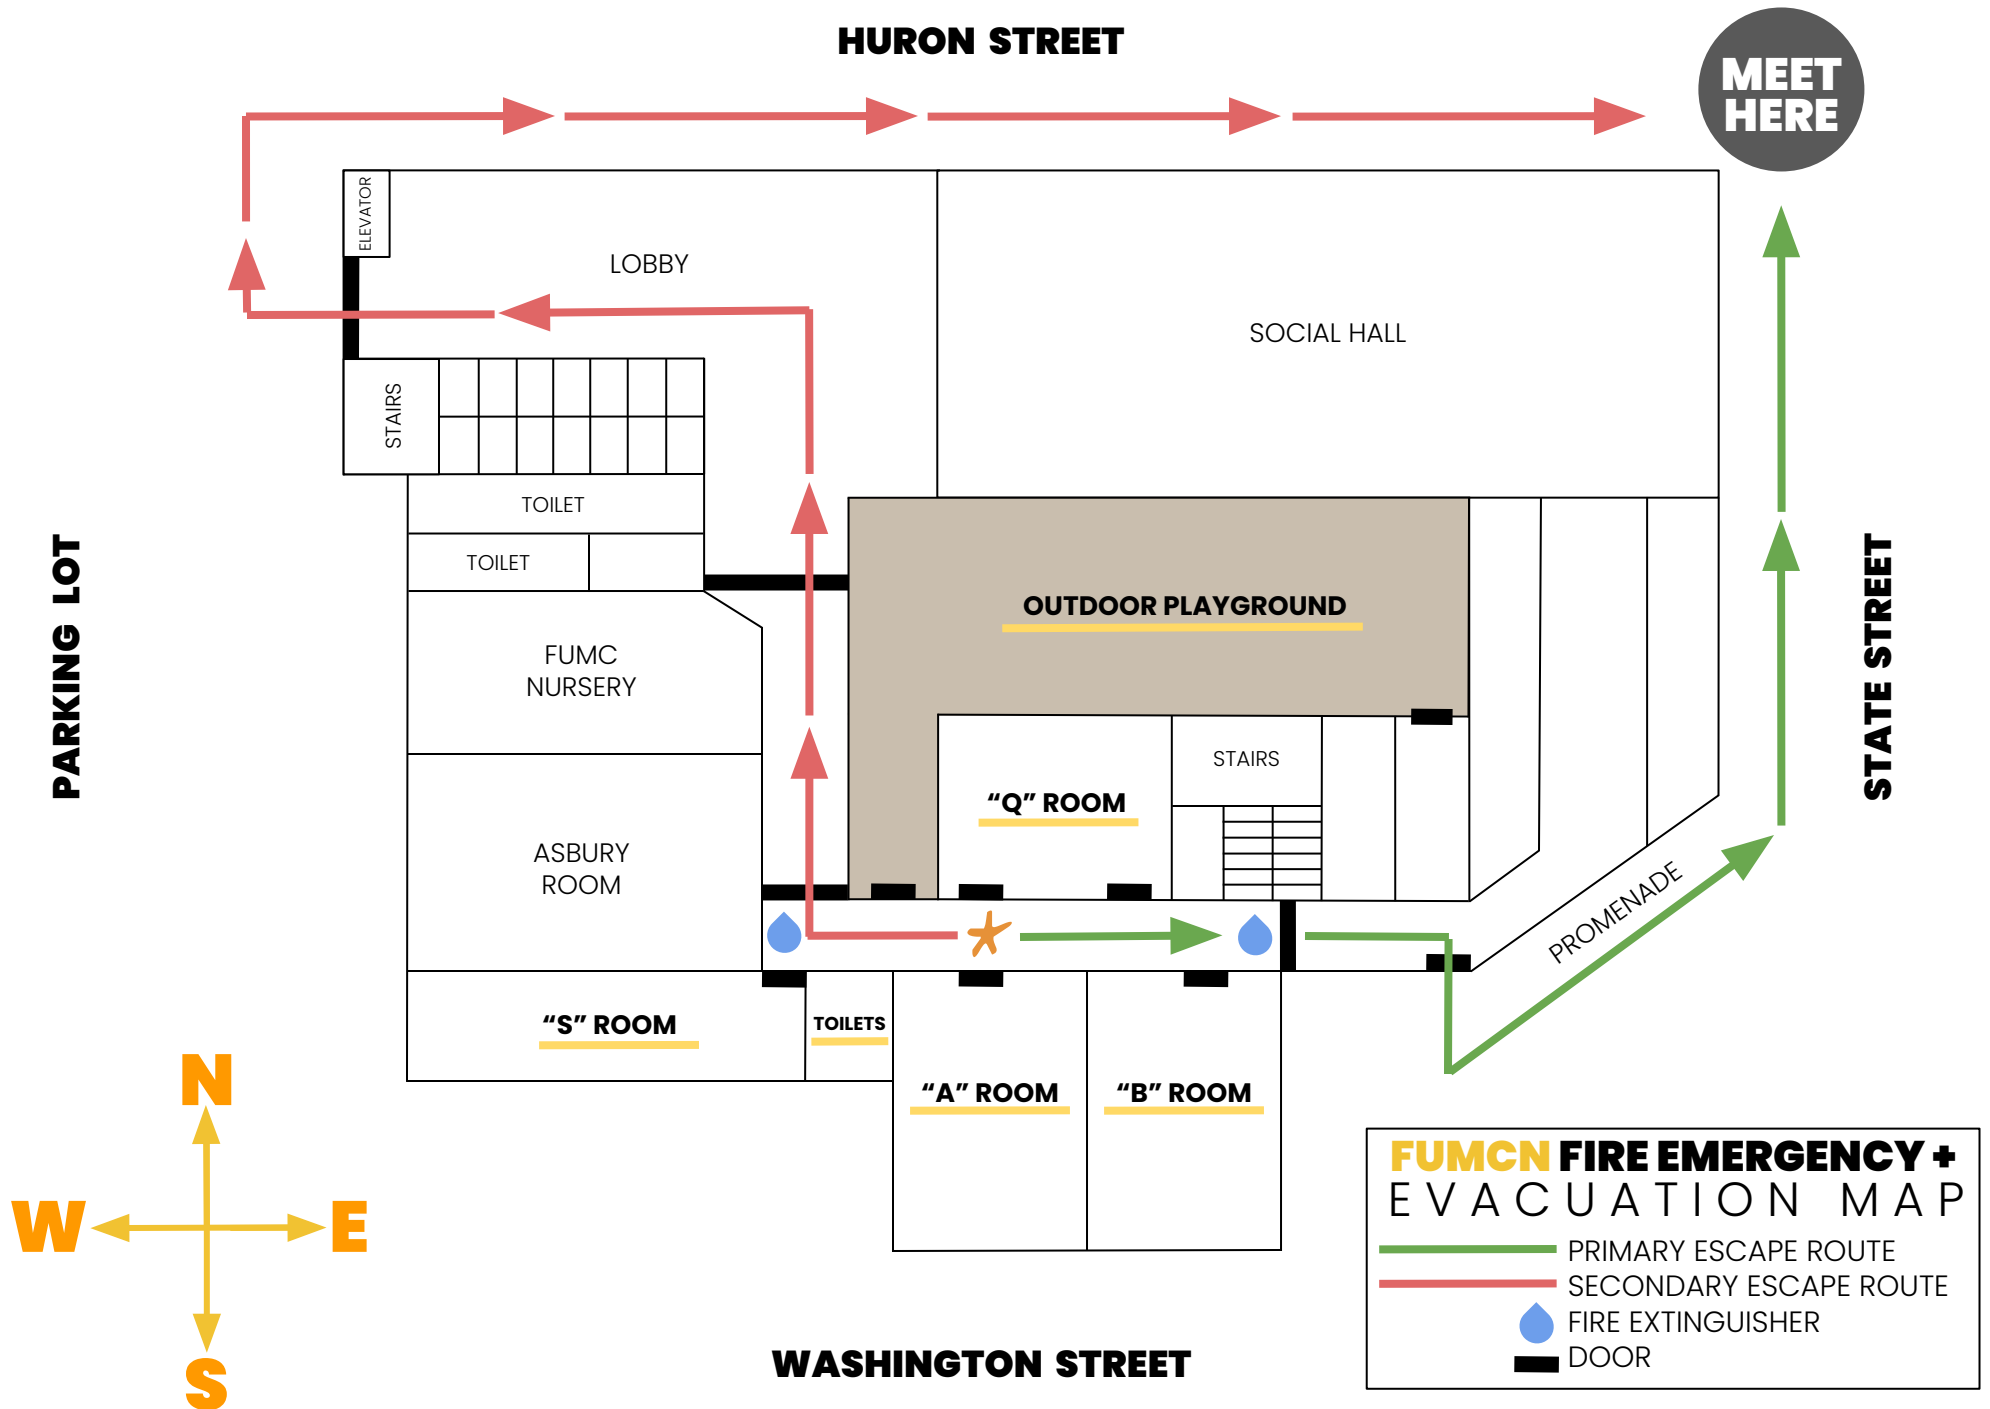 HURON STREET
MEET
HERE
ELEVATOR
LOBBY
SOCIAL HALL
STAIRS
TOILET
TOILET
OUTDOOR PLAYGROUND
FUMC
NURSERY
PARKING LOT
STATE STREET
STAIRS
“Q” ROOM
ASBURY
ROOM
PROMENADE
“S” ROOM
TOILETS
“A” ROOM
“B” ROOM
N
W
E
S
FUMCN FIRE EMERGENCY +
EVACUATION MAP
PRIMARY ESCAPE ROUTE
SECONDARY ESCAPE ROUTE
FIRE EXTINGUISHER
DOOR
WASHINGTON STREET